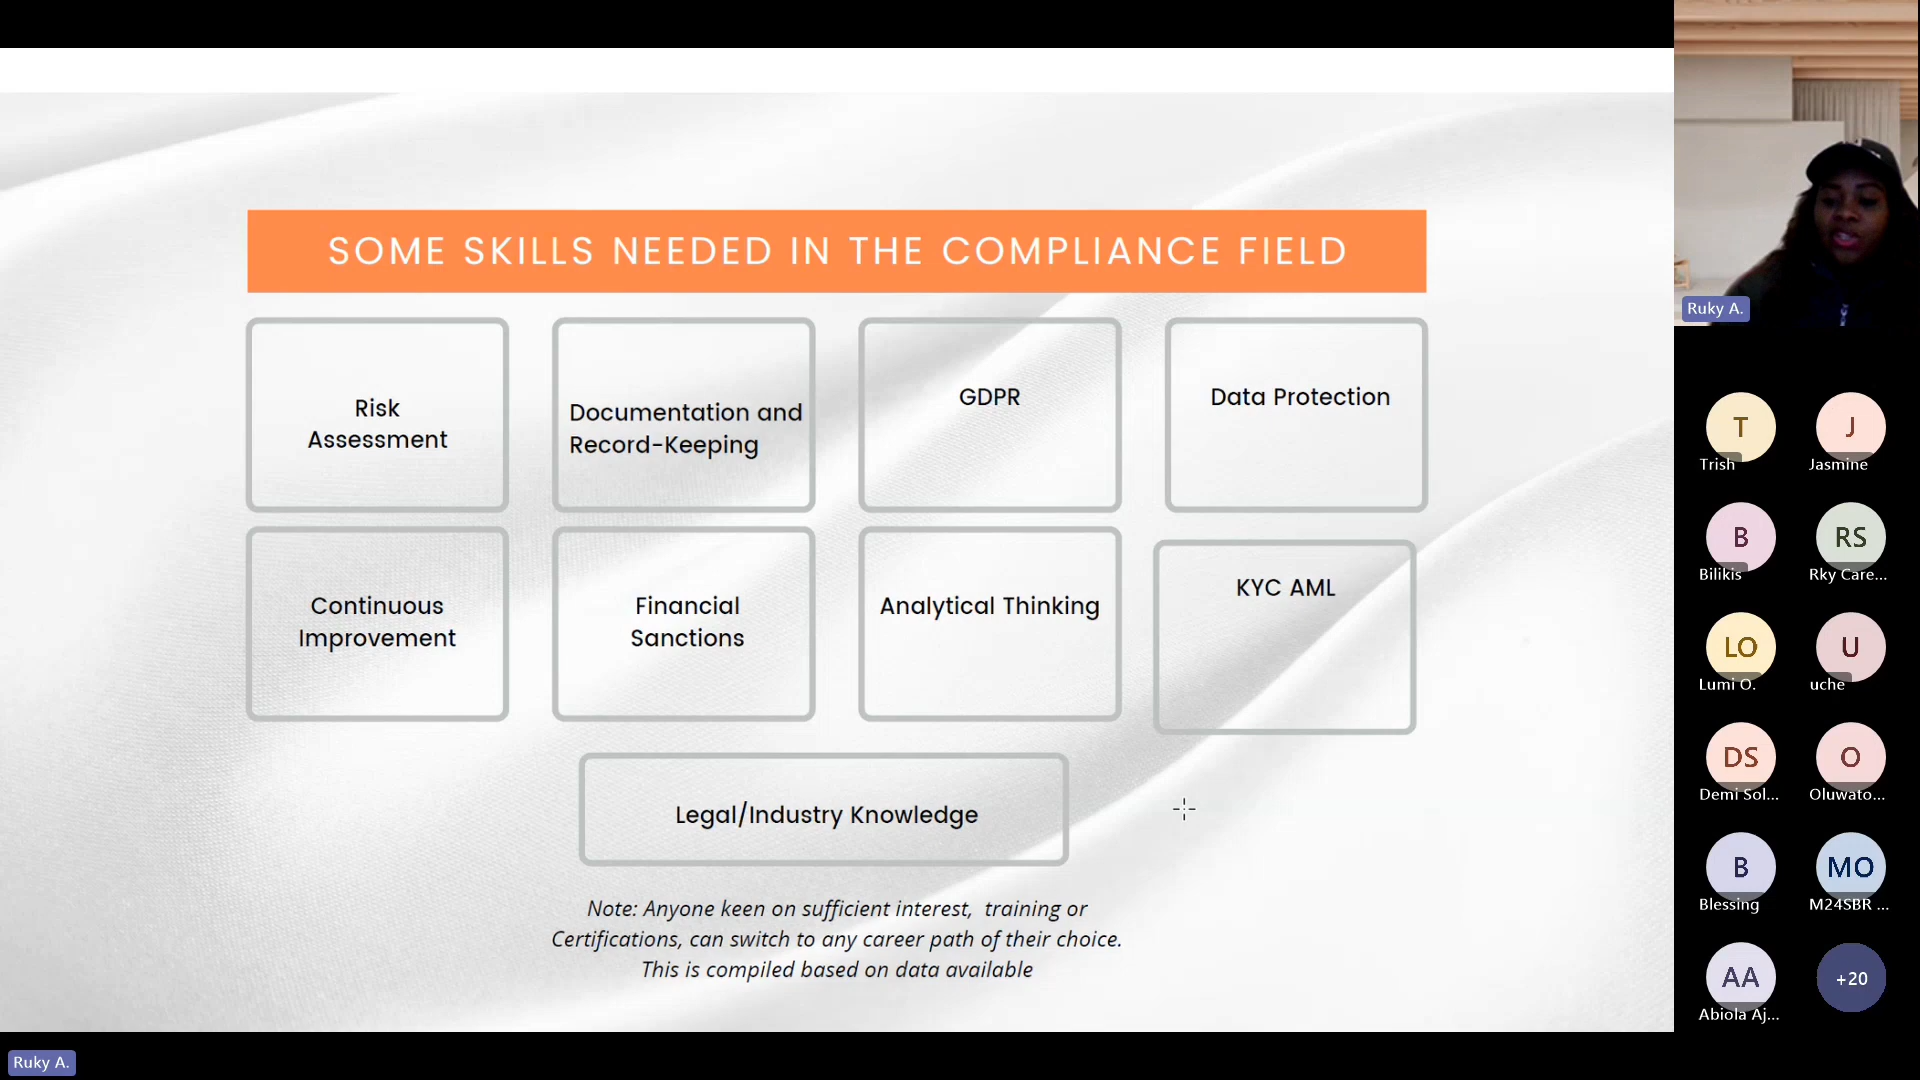 SOME SKILLS NEEDED IN THE COMPLIANCE FIELD
Risk
Assessment
Documentation and
Record-Keeping
GDPR
Data Protection
Continuous
Improvement
Financial
Sanctions
Analytical Thinking
KYC AML
Legal/Industry Knowledge
Note: Anyone keen on sufficient interest, training or
Certifications, can switch to any career path of their choice.
This is compiled based on data available
Ruky A.
Ruky A.
T
Trish
J
Jasmine
B
Bilikis
RS
Rky Care...
LO
Lumi O.
U
uche
DS
Demi Sol...
O
Oluwato...
B
Blessing
MO
M24SBR ...
AA
Abiola Aj...
+20